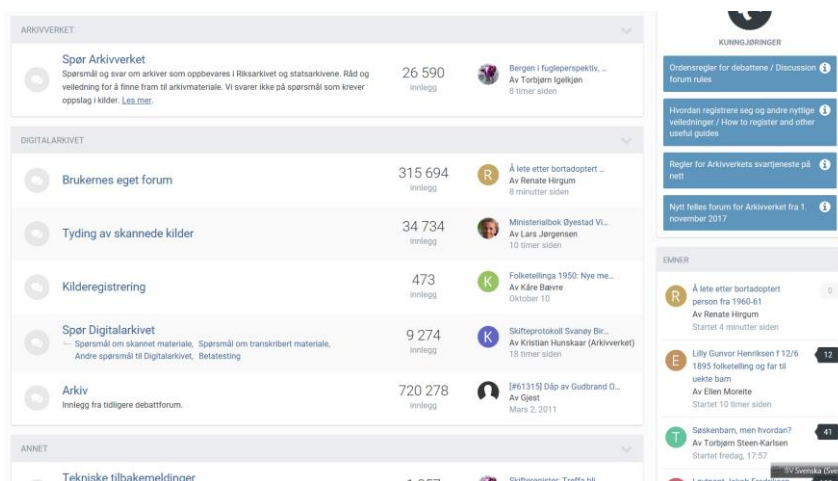 ARKIVVERKET
Spør Arkivverket
Spørsmål og svar om arkiver som oppbevares i Riksarkivet og statsarkivene. Råd og
veiledning for å finne fram til arkivmateriale. Vi svarer ikke på spørsmål som krever
oppslag i kilder. Les mer.
26 590
innlegg
Bergen i fugleperspektiv, ...
Av Torbjørn Igelkjøn
8 timer siden
DIGITALARKIVET
Brukernes eget forum
315 694
innlegg
R
Å lete etter bortadoptert ...
Av Renate Hirgum
8 minutter siden
Tyding av skannede kilder
34 734
innlegg
Ministerialbok Øyestad Vi...
Av Lars Jørgensen
10 timer siden
Kilderegistrering
473
innlegg
K
Folketellinga 1950: Nye me...
Av Kåre Bævre
Oktober 10
Spør Digitalarkivet
Spørsmål om skannet materiale, Spørsmål om transkribert materiale,
Andre spørsmål til Digitalarkivet, Betatesting
9 274
innlegg
K
Skifteprotokoll Svanøy Bir...
Av Kristian Hunskaar (Arkivverket)
18 timer siden
Arkiv
Innlegg fra tidligere debattforum.
720 278
innlegg
[#61315] Dåp av Gudbrand O...
Av Gjest
Mars 2, 2011
ANNET
Tekniske tilbakemeldinger
KUNNGJØRINGER
Ordensregler for debattene / Discussion
forum rules
Hvordan registrere seg og andre nyttige
veiledninger / How to register and other
useful guides
Regler for Arkivverkets svartjeneste på
nett
Nytt felles forum for Arkivverket fra 1.
november 2017
EMNER
R
Å lete etter bortadoptert
person fra 1960-61
Av Renate Hirgum
Startet 4 minutter siden
0
E
Lilly Gunvor Henriksen f 12/6
1895 folketelling og far til
uekte barn
Av Ellen Moreite
Startet 10 timer siden
12
T
Søskenbarn, men hvordan?
Av Torbjørn Steen-Karlsen
Startet fredag, 17:57
41
SV Svenska (Sve